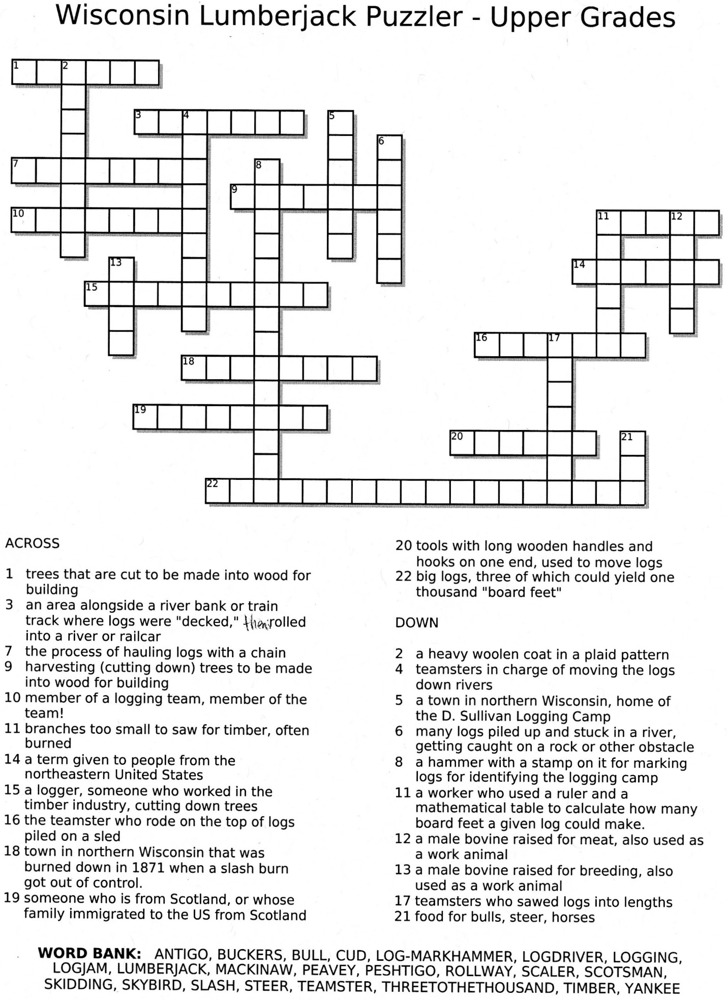 Wisconsin Lumberjack Puzzler - Upper Grades
1 2
3 4 5
6
7 8
9
10 11 12
13 14
15
16 17
18
19
20 21
22
ACROSS
1 trees that are cut to be made into wood for
building
3 an area alongside a river bank or train
track where logs were "decked," then rolled
into a river or railcar
7 the process of hauling logs with a chain
9 harvesting (cutting down) trees to be made
into wood for building
10 member of a logging team, member of the
team!
11 branches too small to saw for timber, often
burned
14 a term given to people from the
northeastern United States
15 a logger, someone who worked in the
timber industry, cutting down trees
16 the teamster who rode on the top of logs
piled on a sled
18 town in northern Wisconsin that was
burned down in 1871 when a slash burn
got out of control.
19 someone who is from Scotland, or whose
family immigrated to the US from Scotland
20 tools with long wooden handles and
hooks on one end, used to move logs
22 big logs, three of which could yield one
thousand "board feet"
DOWN
2 a heavy woolen coat in a plaid pattern
4 teamsters in charge of moving the logs
down rivers
5 a town in northern Wisconsin, home of
the D. Sullivan Logging Camp
6 many logs piled up and stuck in a river,
getting caught on a rock or other obstacle
8 a hammer with a stamp on it for marking
logs for identifying the logging camp
11 a worker who used a ruler and a
mathematical table to calculate how many
board feet a given log could make.
12 a male bovine raised for meat, also used as
a work animal
13 a male bovine raised for breeding, also
used as a work animal
17 teamsters who sawed logs into lengths
21 food for bulls, steer, horses
WORD BANK: ANTIGO, BUCKERS, BULL, CUD, LOG-MARKHAMMER, LOGDRIVER, LOGGING,
LOGJAM, LUMBERJACK, MACKINAW, PEAVEY, PESHTIGO, ROLLWAY, SCALER, SCOTSMAN,
SKIDDING, SKYBIRD, SLASH, STEER, TEAMSTER, THREETOTHETHOUSAND, TIMBER, YANKEE